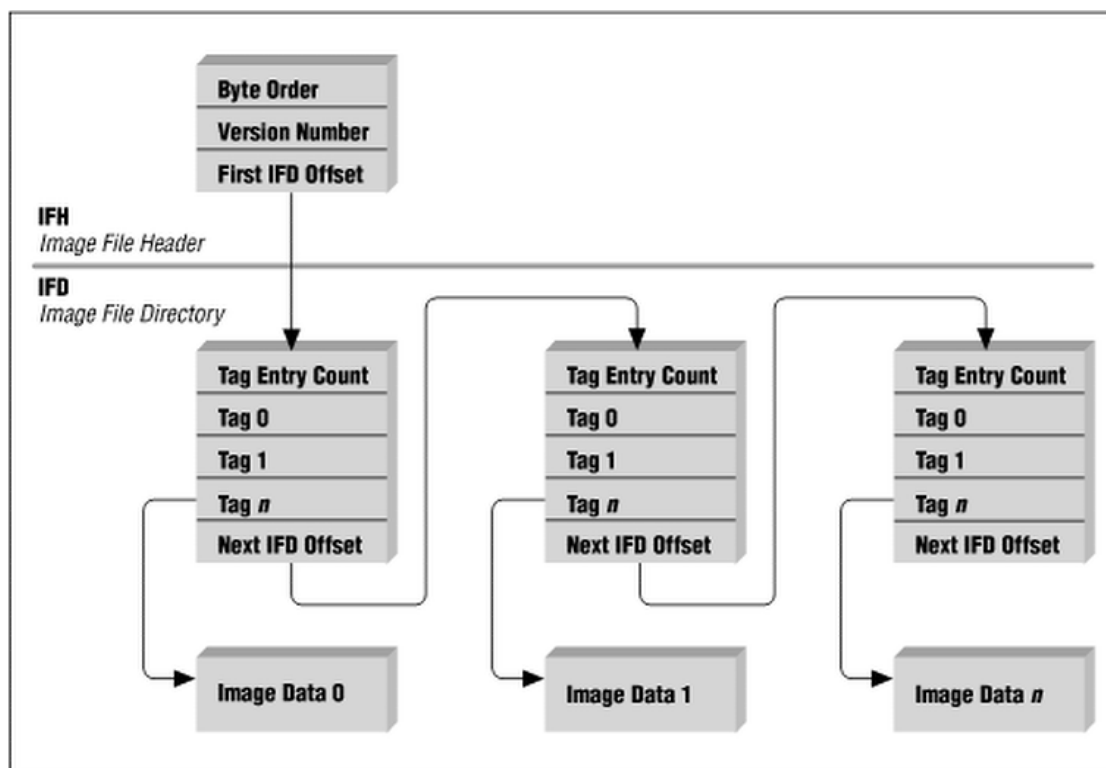 Byte Order
Version Number
First IFD Offset
IFH
Image File Header
IFD
Image File Directory
Tag Entry Count
Tag 0
Tag 1
Tag n
Next IFD Offset
Tag Entry Count
Tag 0
Tag 1
Tag n
Next IFD Offset
Tag Entry Count
Tag 0
Tag 1
Tag n
Next IFD Offset
Image Data 0
Image Data 1
Image Data n